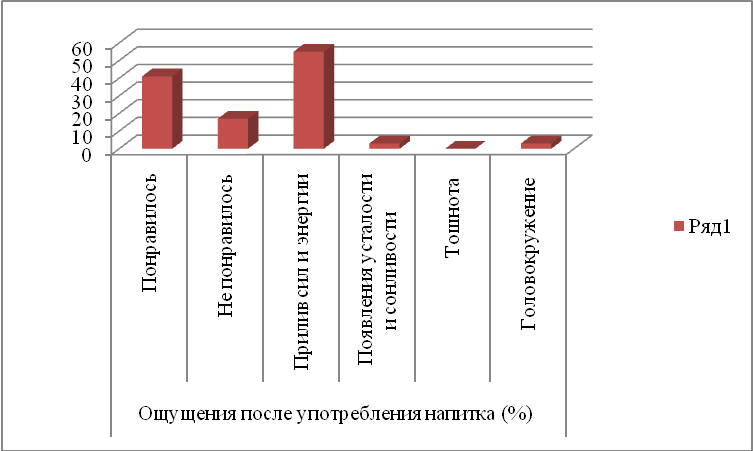 60
50
40
30
20
10
0
Понравилось
Не понравилось
Прилив сил и энергии
Появления усталости
и сонливости
Тошнота
Головокружение
Ощущения после употребления напитка (%)
Ряд1